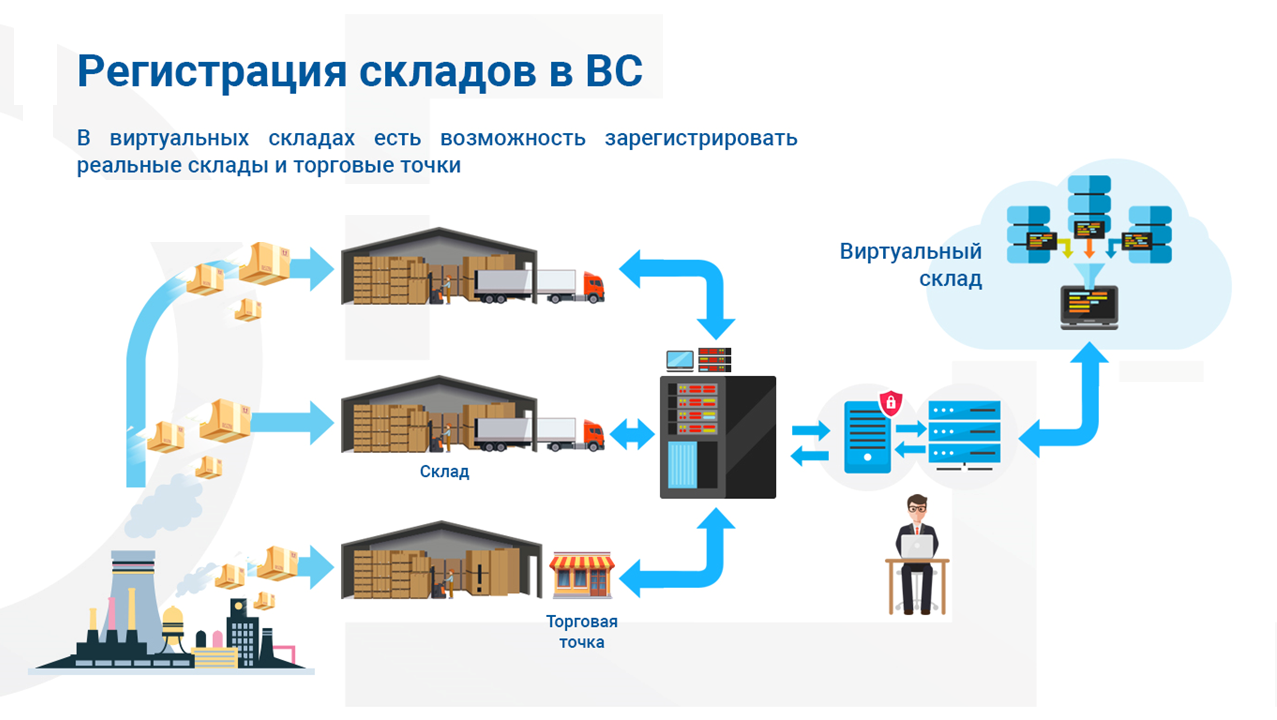 Регистрация складов в ВС
В виртуальных складах есть возможность зарегистрировать
реальные склады и торговые точки
Виртуальный
склад
Склад
Торговая
точка